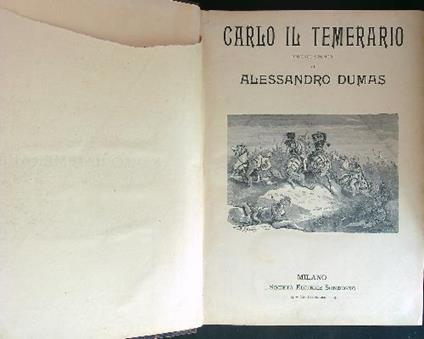 CARLO IL TEMERARIO
ALESSANDRO DUMAS
MILANO
SOCIETÀ EDITRICE SONZOGNO